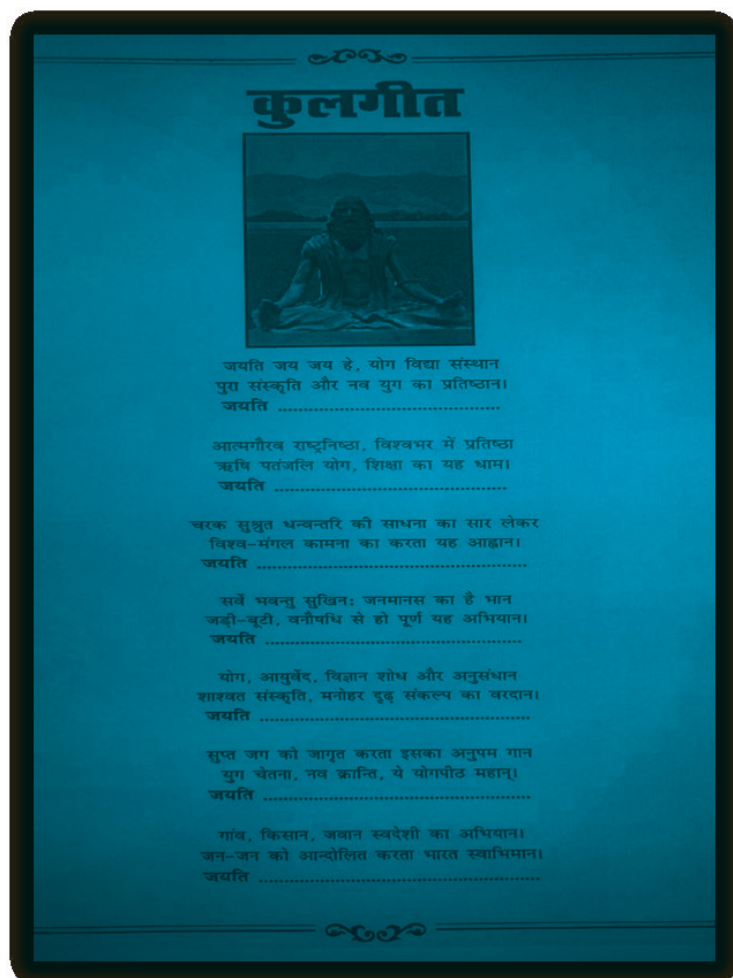 कुलगीत
जयति जय जय हे, योग विद्या संस्थान
पुरा संस्कृति और नव युग का प्रतिष्ठान।
जयति ............................................
आत्मगौरव राष्ट्रनिष्ठा, विश्वभर में प्रतिष्ठा
ऋषि पतंजलि योग, शिक्षा का यह धाम।
जयति ..............................................
चरक सुश्रुत धन्वन्तरि की साधना का सार लेकर
विश्व-मंगल कामना का करता यह आह्वान।
जयति ......................................................
सर्वे भवन्तु सुखिनः जनमानस का है भान
जड़ी-बूटी, वनौषधि से हो पूर्ण यह अभियान।
जयति ...................................................
योग, आयुर्वेद, विज्ञान शोध और अनुसंधान
शाश्वत संस्कृति, मनोहर दृढ़ संकल्प का वरदान।
जयति ......................................................
सुप्त जग को जागृत करता इसका अनुपम गान
युग चेतना, नव क्रान्ति, ये योगपीठ महान्।
जयति .....................................................
गांव, किसान, जवान स्वदेशी का अभियान।
जन-जन को आन्दोलित करता भारत स्वाभिमान।
जयति ........................................................